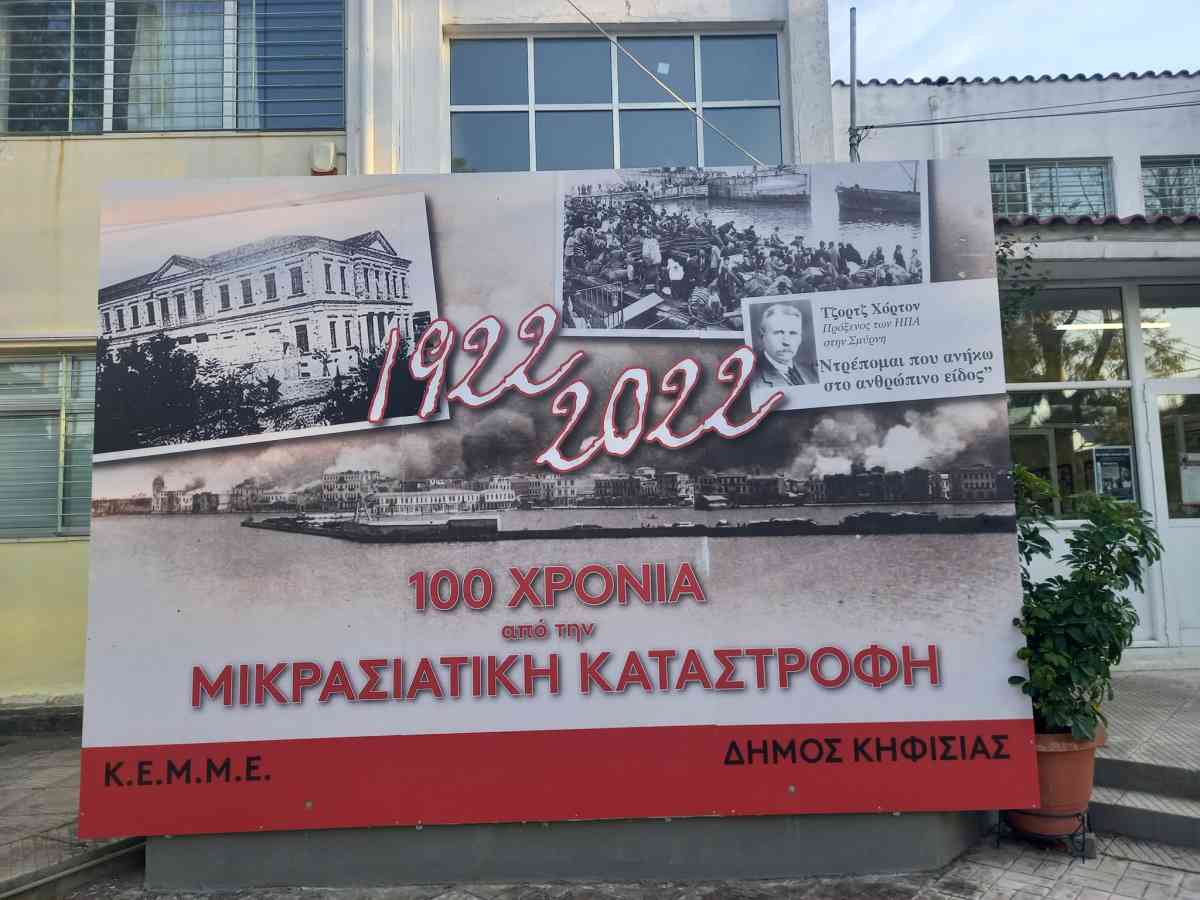 1922
2022
Τζορτζ Χόρτον
Πρόξενος των ΗΠΑ
στην Σμύρνη
"Ντρέπομαι που ανήκω
στο ανθρώπινο είδος"
100 ΧΡΟΝΙΑ
από την
ΜΙΚΡΑΣΙΑΤΙΚΗ ΚΑΤΑΣΤΡΟΦΗ
Κ.Ε.Μ.Μ.Ε.
ΔΗΜΟΣ ΚΗΦΙΣΙΑΣ